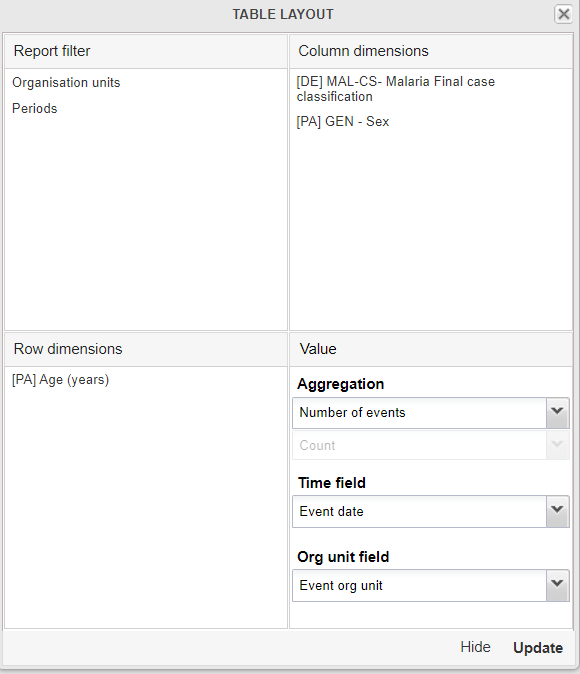 TABLE LAYOUT
Report filter
Organisation units
Periods
Column dimensions
[DE] MAL-CS- Malaria Final case
classification
[PA] GEN - Sex
Row dimensions
[PA] Age (years)
Value
Aggregation
Number of events
Count
Time field
Event date
Org unit field
Event org unit
Hide
Update